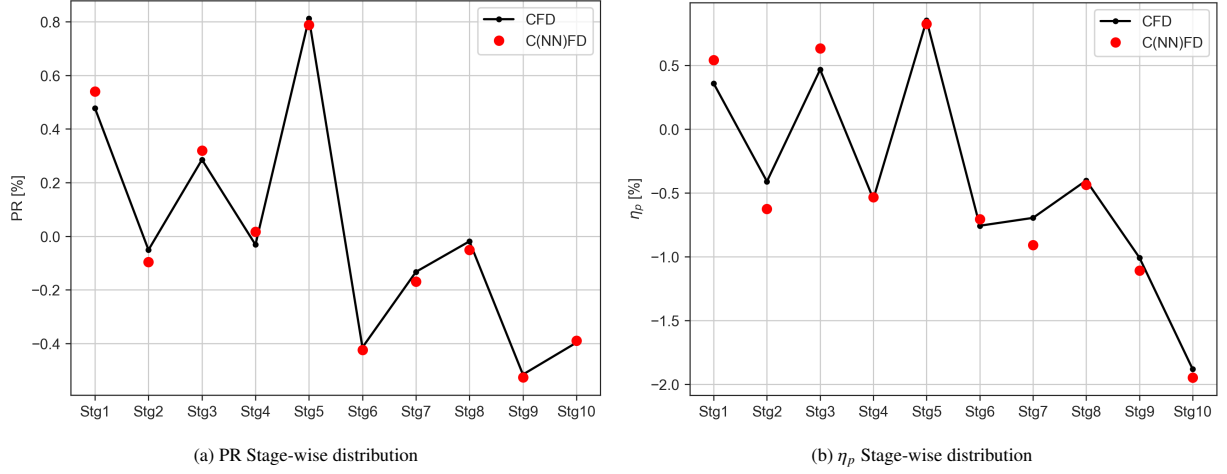 CFD
C(NN)FD
PR [%]
0.8
0.6
0.4
0.2
0.0
−0.2
−0.4
Stg1 Stg2 Stg3 Stg4 Stg5 Stg6 Stg7 Stg8 Stg9 Stg10
(a) PR Stage-wise distribution
CFD
C(NN)FD
ηp [%]
0.5
0.0
−0.5
−1.0
−1.5
−2.0
Stg1 Stg2 Stg3 Stg4 Stg5 Stg6 Stg7 Stg8 Stg9 Stg10
(b) ηp Stage-wise distribution